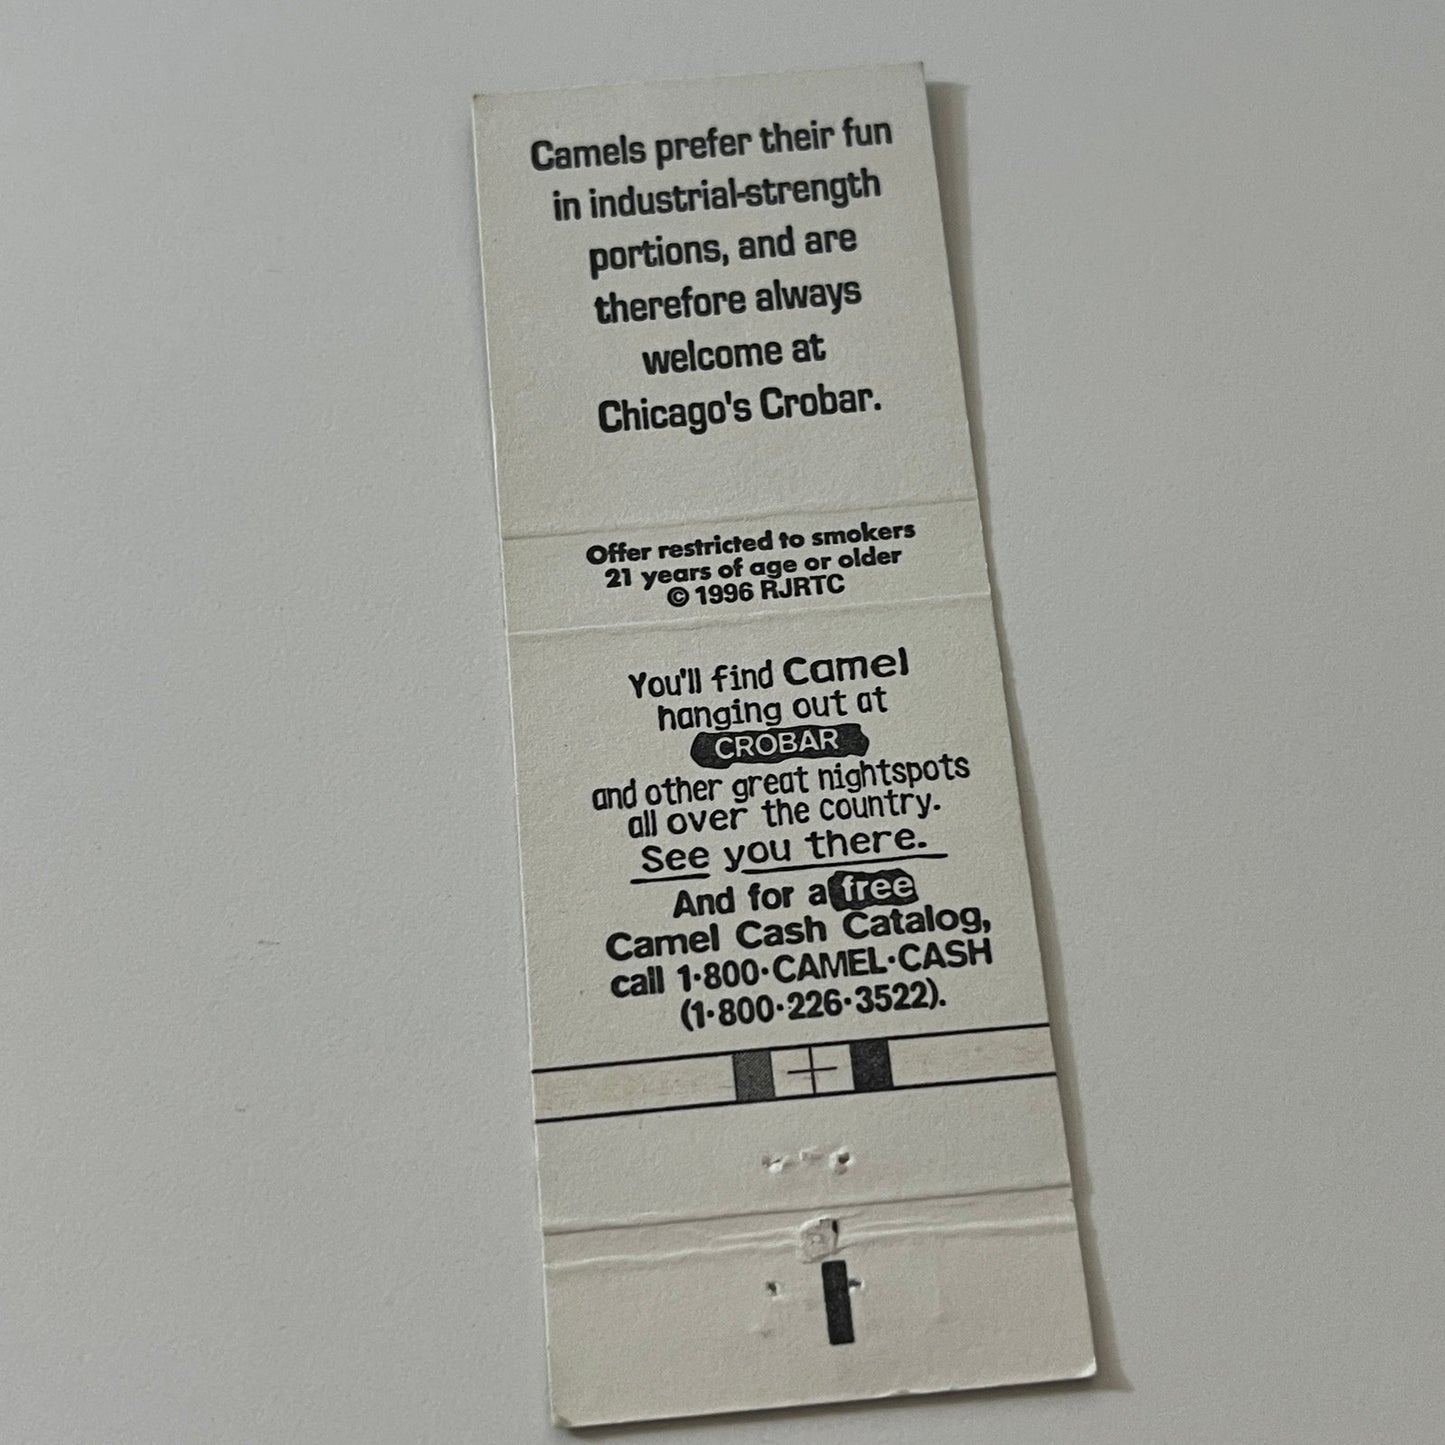 Camels prefer their fun
in industrial-strength
portions, and are
therefore always
welcome at
Chicago's Crobar.
Offer restricted to smokers
21 years of age or older
© 1996 RJRTC
You'll find Camel
hanging out at
CROBAR
and other great nightspots
all over the country.
See you there.
And for a free
Camel Cash Catalog,
call 1·800·CAMEL·CASH
(1·800·226·3522).